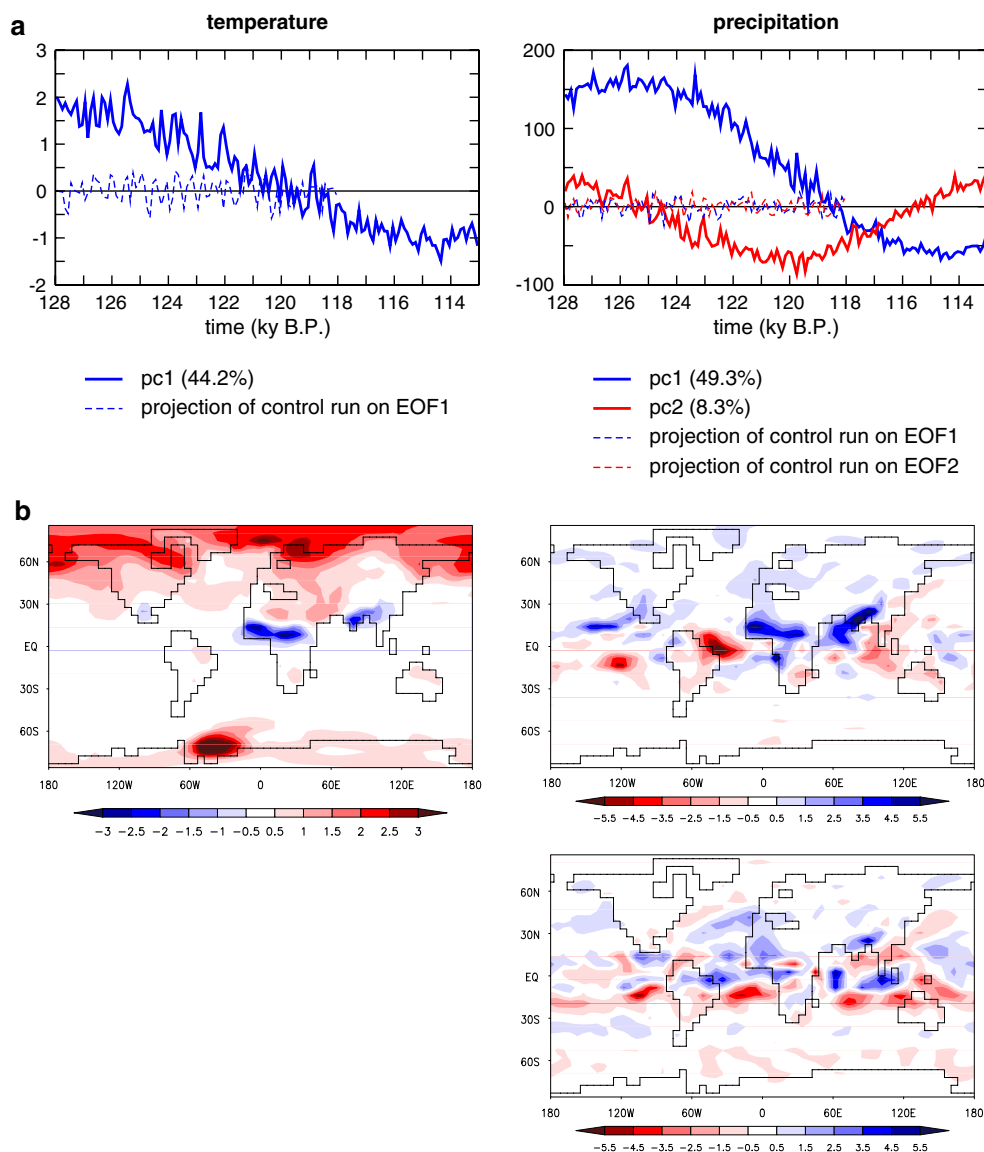 a
temperature
precipitation
3
2
1
0
-1
-2
128 126 124 122 120 118 116 114
time (ky B.P.)
200
100
0
-100
128 126 124 122 120 118 116 114
time (ky B.P.)
pc1 (44.2%)
projection of control run on EOF1
pc1 (49.3%)
pc2 (8.3%)
projection of control run on EOF1
projection of control run on EOF2
b
60N
30N
EQ
30S
60S
180 120W 60W 0 60E 120E 180
-3 -2.5 -2 -1.5 -1 -0.5 0.5 1 1.5 2 2.5 3
60N
30N
EQ
30S
60S
180 120W 60W 0 60E 120E 180
-5.5 -4.5 -3.5 -2.5 -1.5 -0.5 0.5 1.5 2.5 3.5 4.5 5.5
60N
30N
EQ
30S
60S
180 120W 60W 0 60E 120E 180
-5.5 -4.5 -3.5 -2.5 -1.5 -0.5 0.5 1.5 2.5 3.5 4.5 5.5